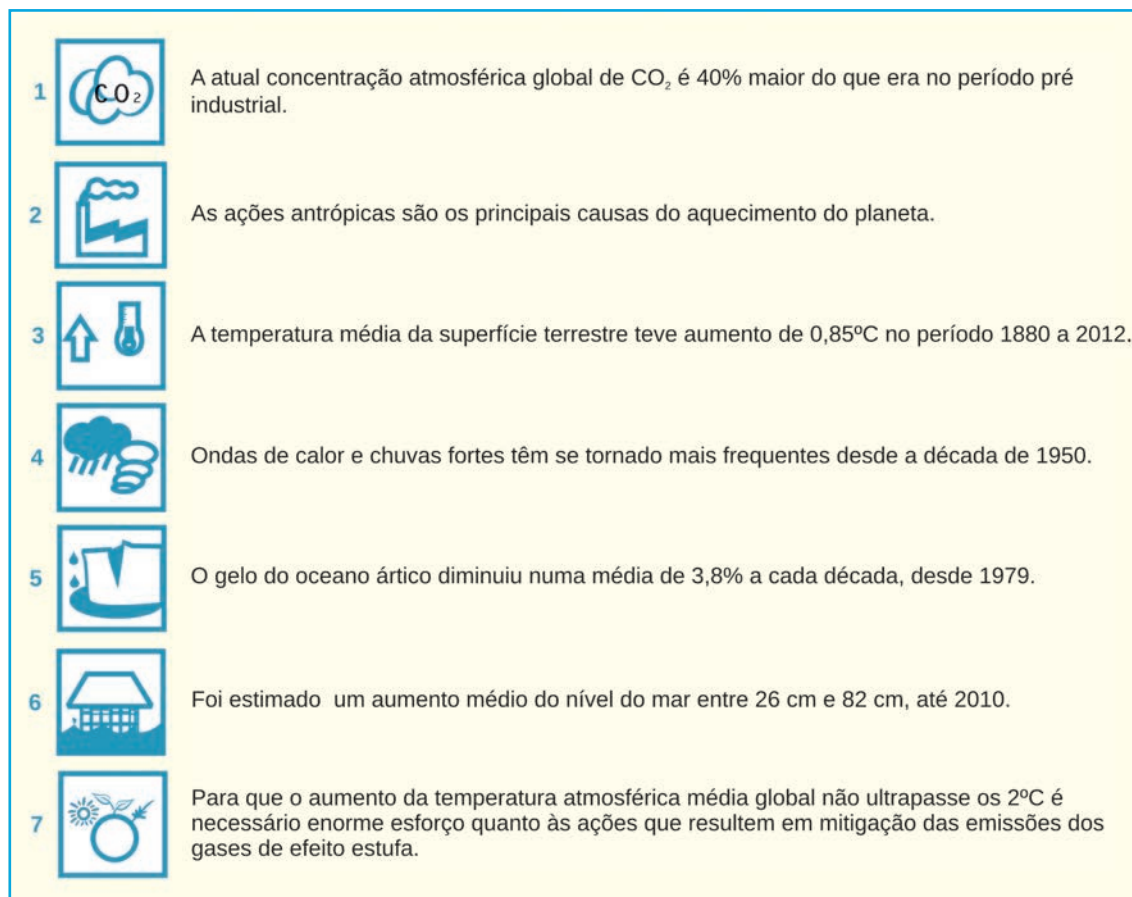 1
CO₂
A atual concentração atmosférica global de CO₂ é 40% maior do que era no período pré
industrial.
2
As ações antrópicas são os principais causas do aquecimento do planeta.
3
A temperatura média da superfície terrestre teve aumento de 0,85ºC no período 1880 a 2012.
4
Ondas de calor e chuvas fortes têm se tornado mais frequentes desde a década de 1950.
5
O gelo do oceano ártico diminuiu numa média de 3,8% a cada década, desde 1979.
6
Foi estimado  um aumento médio do nível do mar entre 26 cm e 82 cm, até 2010.
7
Para que o aumento da temperatura atmosférica média global não ultrapasse os 2ºC é
necessário enorme esforço quanto às ações que resultem em mitigação das emissões dos
gases de efeito estufa.